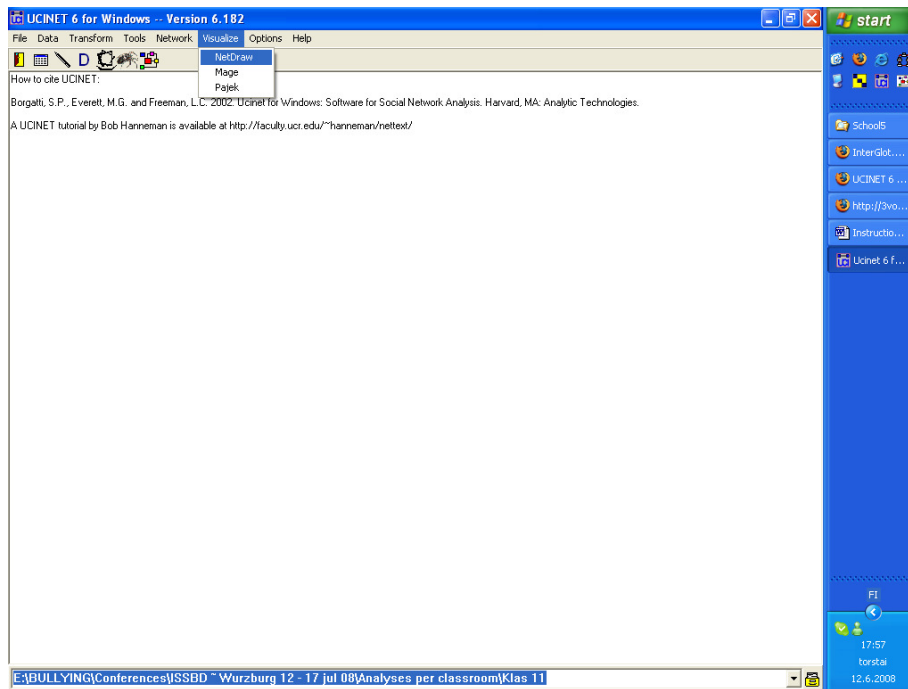 UCINET 6 for Windows -- Version 6.182
File Data Transform Tools Network Visualize Options Help
NetDraw
Mage
Pajek
D
How to cite UCINET:
Borgatti, S.P., Everett, M.G. and Freeman, L.C. 2002. Ucinet for Windows: Software for Social Network Analysis. Harvard, MA: Analytic Technologies.
A UCINET tutorial by Bob Hanneman is available at http://faculty.ucr.edu/~hanneman/nettext/
E:\BULLYING\Conferences\ISSBD ~ Wurzburg 12 - 17 jul 08\Analyses per classroom\Klas 11
start
School5
InterGlot....
UCINET 6 ...
http://3vo...
Instructio...
Ucinet 6 f...
FI
17:57
torstai
12.6.2008